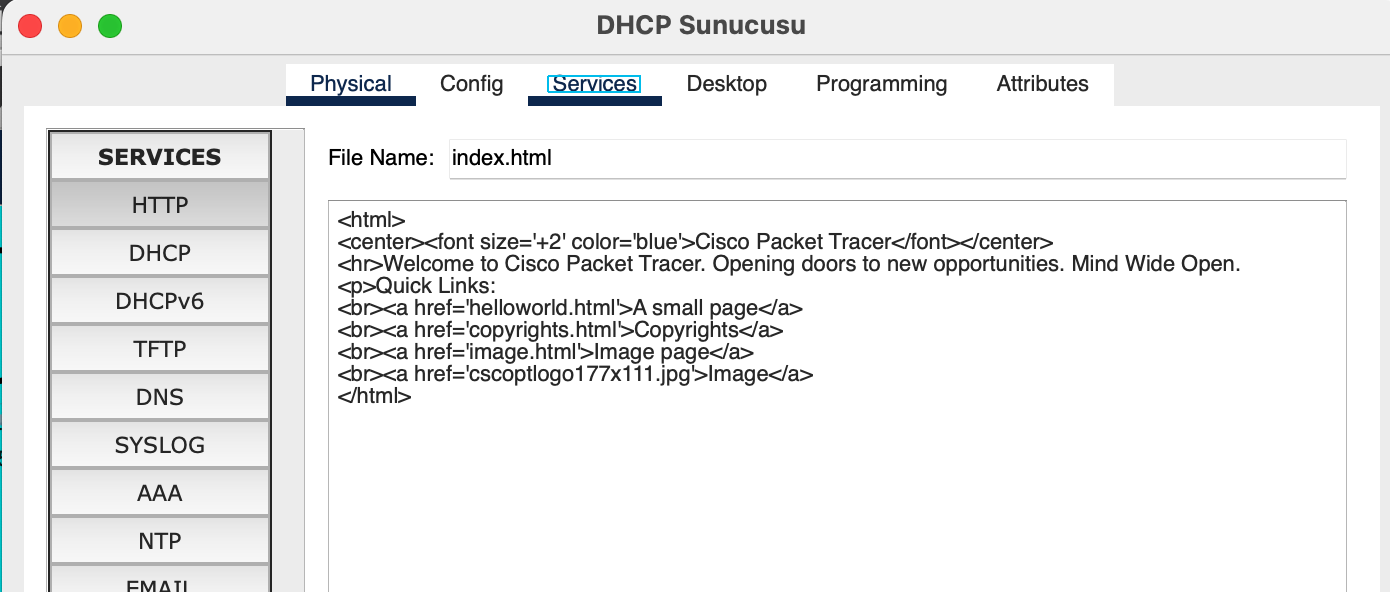 DHCP Sunucusu
Physical Config Services Desktop Programming Attributes
SERVICES
HTTP
DHCP
DHCPv6
TFTP
DNS
SYSLOG
AAA
NTP
EMAIL
File Name: index.html
<html>
<center><font size='+2' color='blue'>Cisco Packet Tracer</font></center>
<hr>Welcome to Cisco Packet Tracer. Opening doors to new opportunities. Mind Wide Open.
<p>Quick Links:
<br><a href='helloworld.html'>A small page</a>
<br><a href='copyrights.html'>Copyrights</a>
<br><a href='image.html'>Image page</a>
<br><a href='cscoptlogo177x111.jpg'>Image</a>
</html>